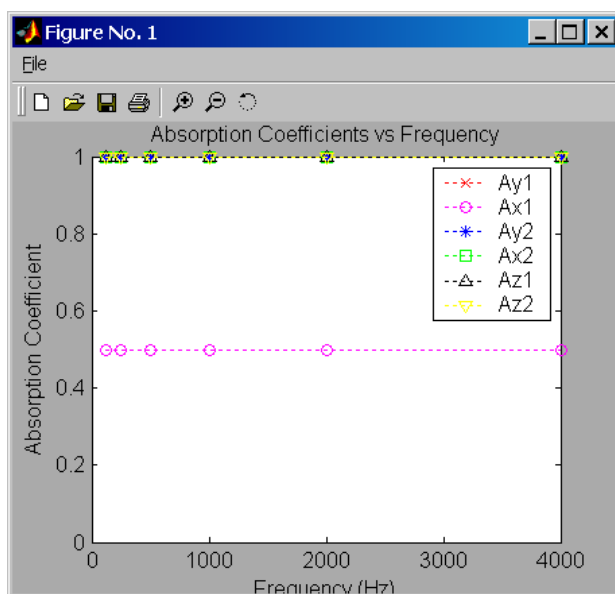 Figure No. 1
File
Absorption Coefficients vs Frequency
1
0.8
0.6
0.4
0.2
0
Absorption Coefficient
Ay1
Ax1
Ay2
Ax2
Az1
Az2
0 1000 2000 3000 4000
Frequency (Hz)